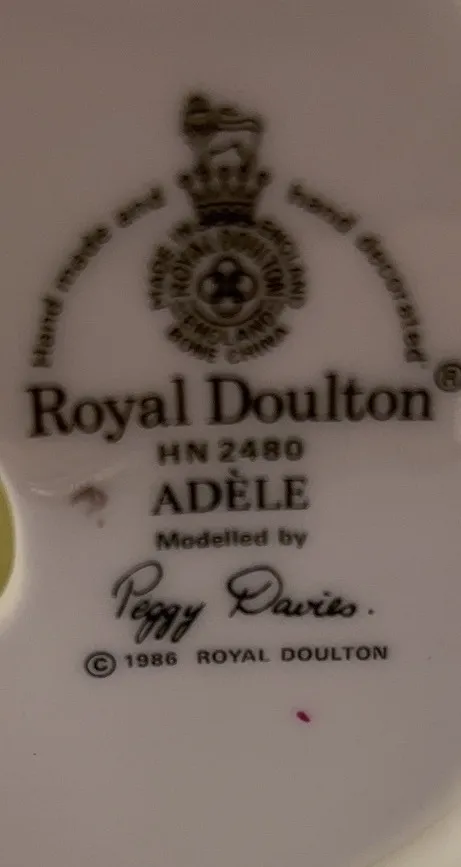 Hand made and hand decorated
MADE IN ENGLAND
ROYAL DOULTON
ENGLAND
BONE CHINA
Royal Doulton®
HN 2480
ADÈLE
Modelled by
Peggy Davies.
© 1986 ROYAL DOULTON